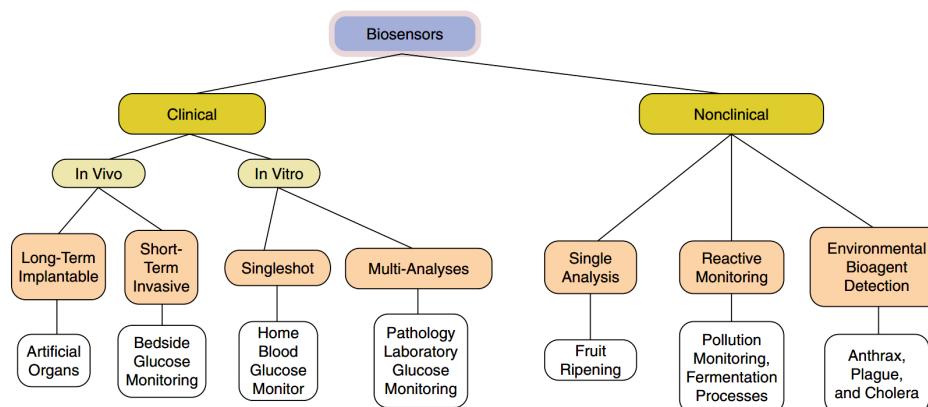 Biosensors
Clinical
Nonclinical
In Vivo
In Vitro
Long-Term
Implantable
Short-
Term
Invasive
Singleshot
Multi-Analyses
Single
Analysis
Reactive
Monitoring
Environmental
Bioagent
Detection
Artificial
Organs
Bedside
Glucose
Monitoring
Home
Blood
Glucose
Monitor
Pathology
Laboratory
Glucose
Monitoring
Fruit
Ripening
Pollution
Monitoring,
Fermentation
Processes
Anthrax,
Plague,
and Cholera